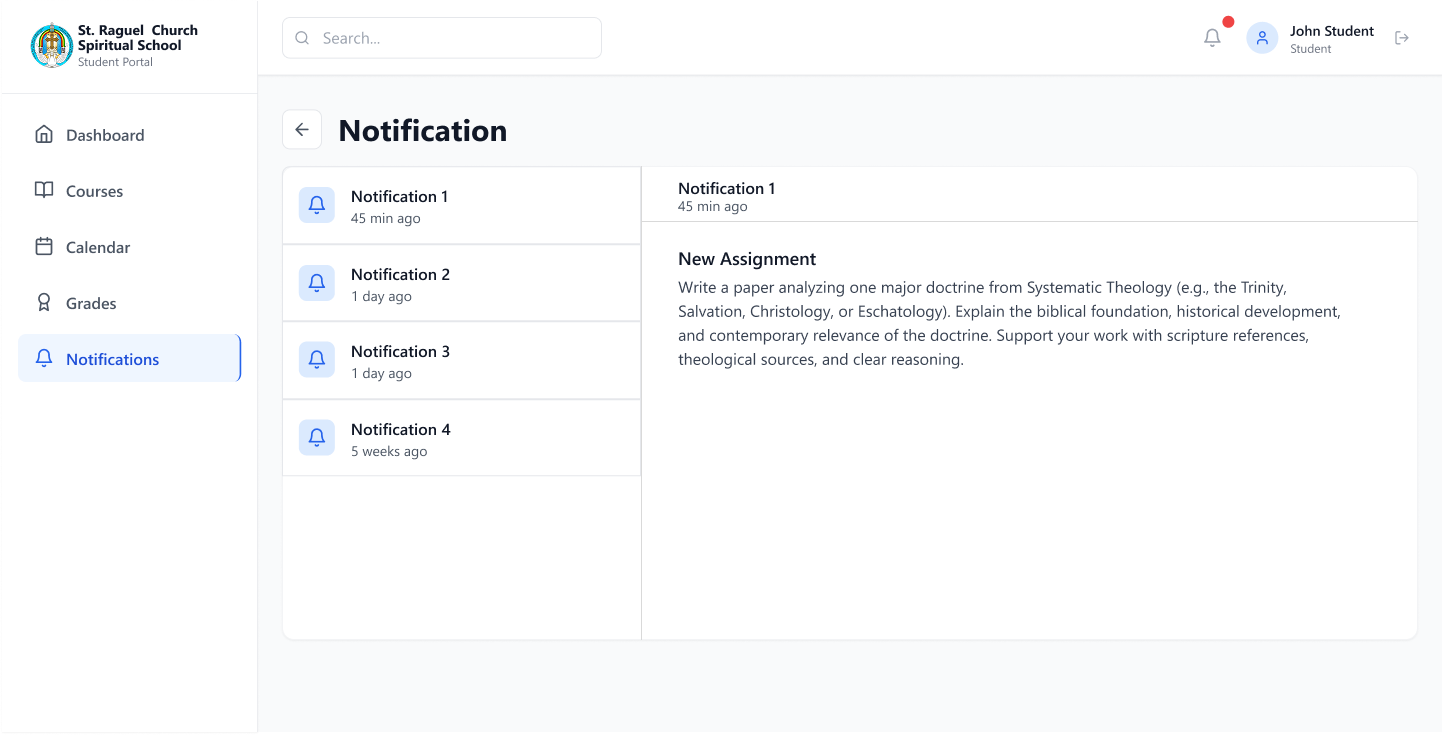 St. Raguel Church
Spiritual School
Student Portal
Search...
John Student
Student
Dashboard
Courses
Calendar
Grades
Notifications
Notification
Notification 1
45 min ago
Notification 2
1 day ago
Notification 3
1 day ago
Notification 4
5 weeks ago
Notification 1
45 min ago
New Assignment
Write a paper analyzing one major doctrine from Systematic Theology (e.g., the Trinity,
Salvation, Christology, or Eschatology). Explain the biblical foundation, historical development,
and contemporary relevance of the doctrine. Support your work with scripture references,
theological sources, and clear reasoning.